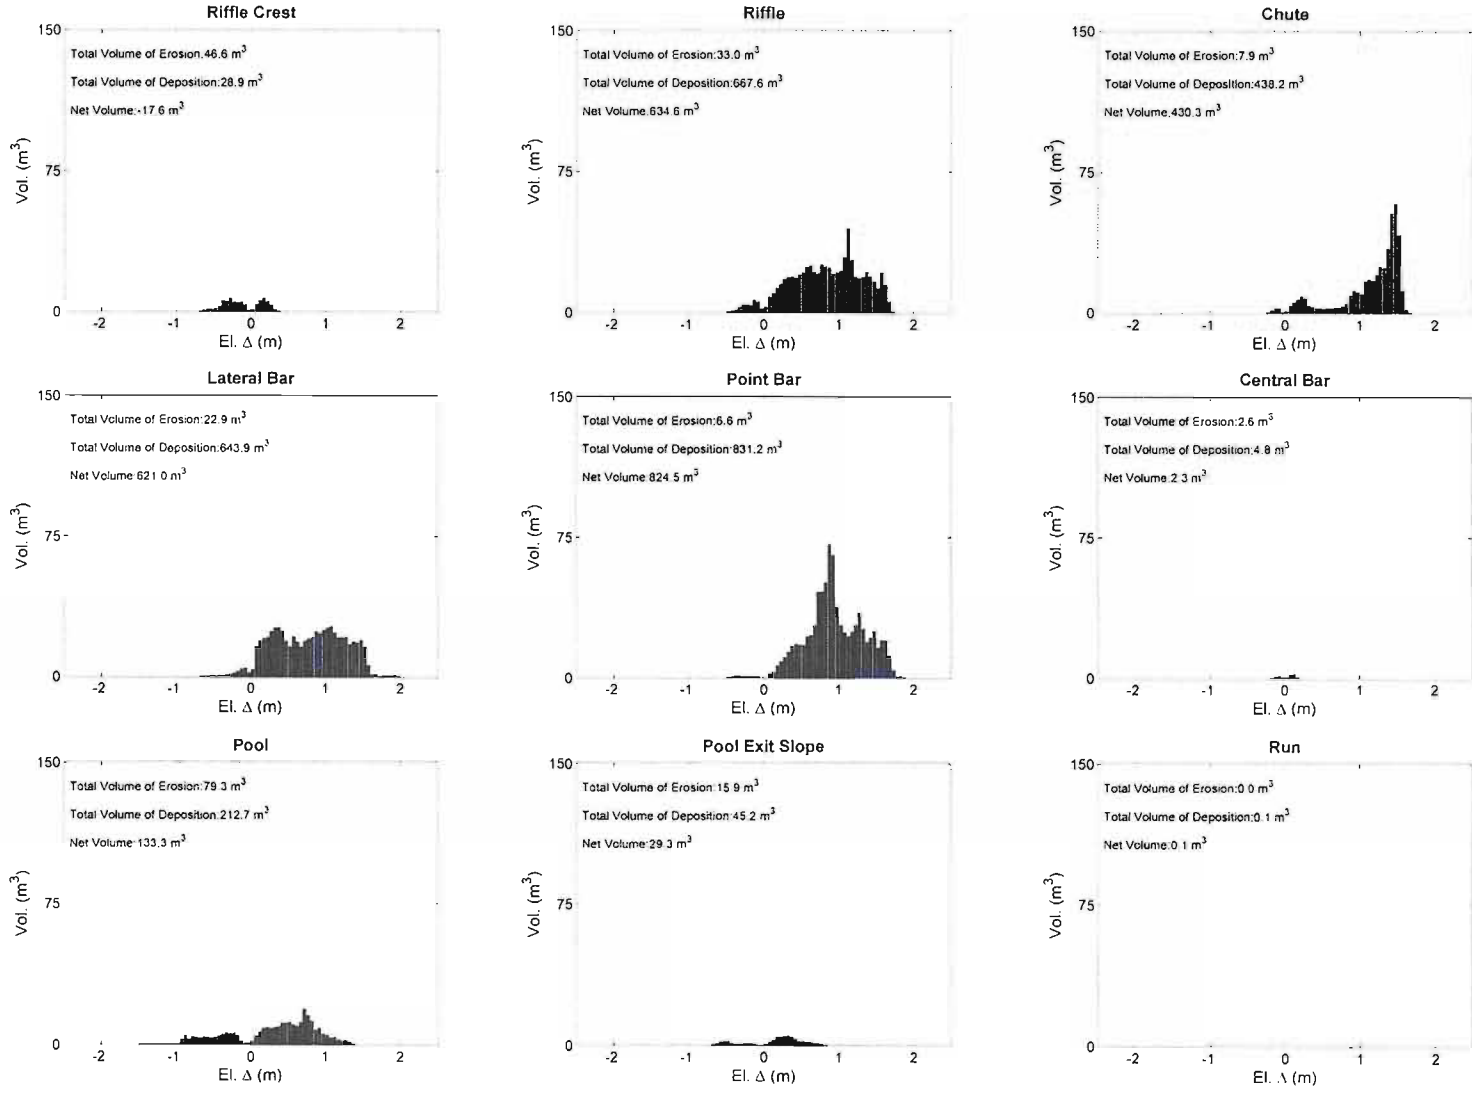 Riffle Crest
150
Total Volume of Erosion:46.6 m³
Total Volume of Deposition:28.9 m³
Net Volume:-17.6 m³
Vol. (m³)
75
0
-2 -1 0 1 2
El. Δ (m)
Riffle
150
Total Volume of Erosion:33.0 m³
Total Volume of Deposition:667.6 m³
Net Volume:634.6 m³
Vol. (m³)
75
0
-2 -1 0 1 2
El. Δ (m)
Chute
150
Total Volume of Erosion:7.9 m³
Total Volume of Deposition:438.2 m³
Net Volume:430.3 m³
Vol. (m³)
75
0
-2 -1 0 1 2
El. Δ (m)
Lateral Bar
150
Total Volume of Erosion:22.9 m³
Total Volume of Deposition:643.9 m³
Net Volume:621.0 m³
Vol. (m³)
75
0
-2 -1 0 1 2
El. Δ (m)
Point Bar
150
Total Volume of Erosion:6.6 m³
Total Volume of Deposition:831.2 m³
Net Volume:824.5 m³
Vol. (m³)
75
0
-2 -1 0 1 2
El. Δ (m)
Central Bar
150
Total Volume of Erosion:2.6 m³
Total Volume of Deposition:4.8 m³
Net Volume:2.3 m³
Vol. (m³)
75
0
-2 -1 0 1 2
El. Δ (m)
Pool
150
Total Volume of Erosion:79.3 m³
Total Volume of Deposition:212.7 m³
Net Volume:133.3 m³
Vol. (m³)
75
0
-2 -1 0 1 2
El. Δ (m)
Pool Exit Slope
150
Total Volume of Erosion:15.9 m³
Total Volume of Deposition:45.2 m³
Net Volume:29.3 m³
Vol. (m³)
75
0
-2 -1 0 1 2
El. Δ (m)
Run
150
Total Volume of Erosion:0.0 m³
Total Volume of Deposition:0.1 m³
Net Volume:0.1 m³
Vol. (m³)
75
0
-2 -1 0 1 2
El. Δ (m)